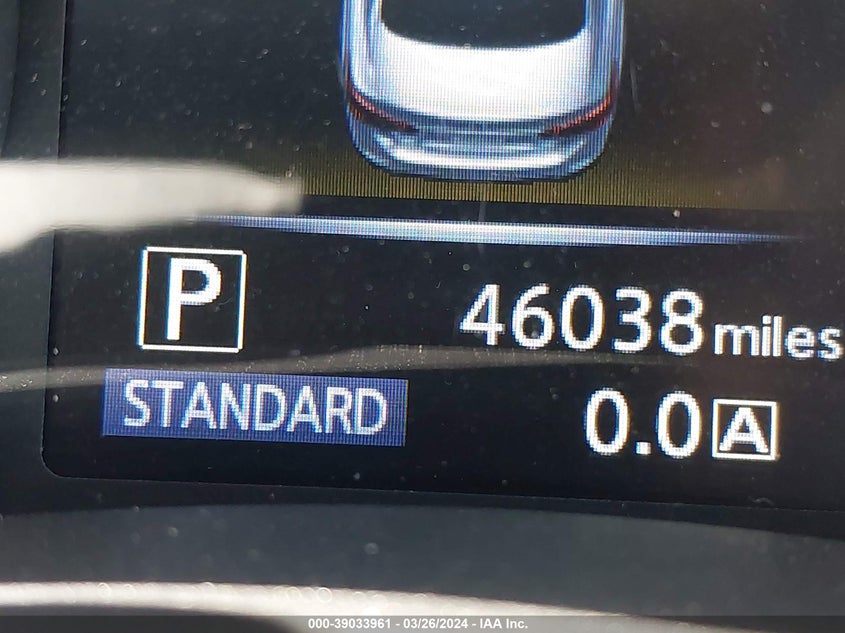 P
46038 miles
STANDARD
0.0 A
000-39033961 - 03/26/2024 - IAA Inc.